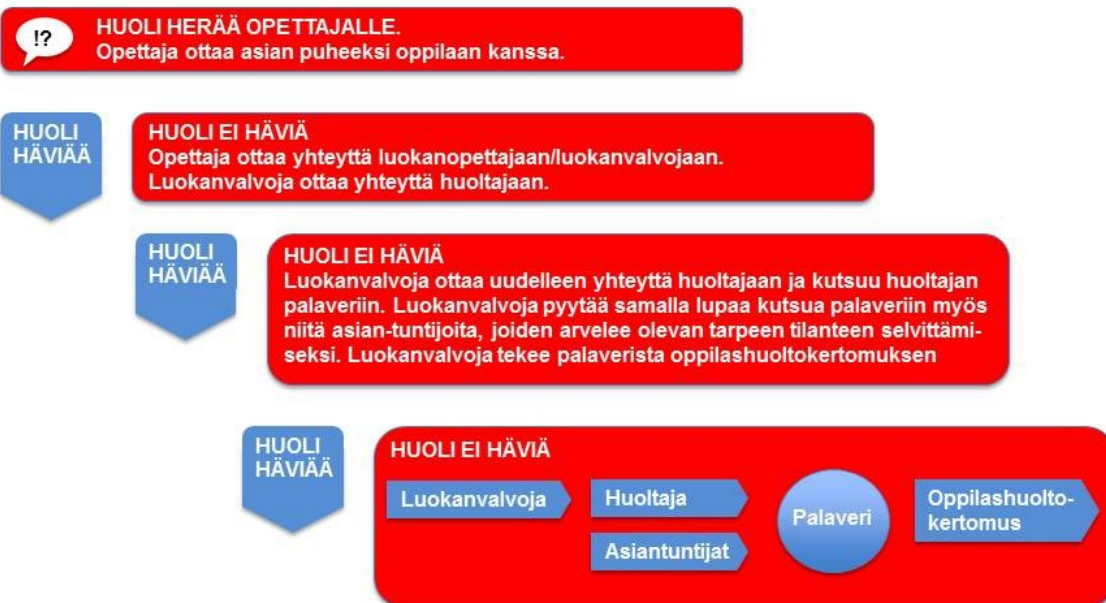 !?
HUOLI HERÄÄ OPETTAJALLE.
Opettaja ottaa asian puheeksi oppilaan kanssa.
HUOLI
HÄVIÄÄ
HUOLI EI HÄVIÄ
Opettaja ottaa yhteyttä luokanopettajaan/luokanvalvojaan.
Luokanvalvoja ottaa yhteyttä huoltajaan.
HUOLI
HÄVIÄÄ
HUOLI EI HÄVIÄ
Luokanvalvoja ottaa uudelleen yhteyttä huoltajaan ja kutsuu huoltajan
palaveriin. Luokanvalvoja pyytää samalla lupaa kutsua palaveriin myös
niitä asian-tuntijoita, joiden arvelee olevan tarpeen tilanteen selvittämi-
seksi. Luokanvalvoja tekee palaverista oppilashuoltokertomuksen
HUOLI
HÄVIÄÄ
HUOLI EI HÄVIÄ
Luokanvalvoja
Huoltaja
Asiantuntijat
Palaveri
Oppilashuolto-
kertomus